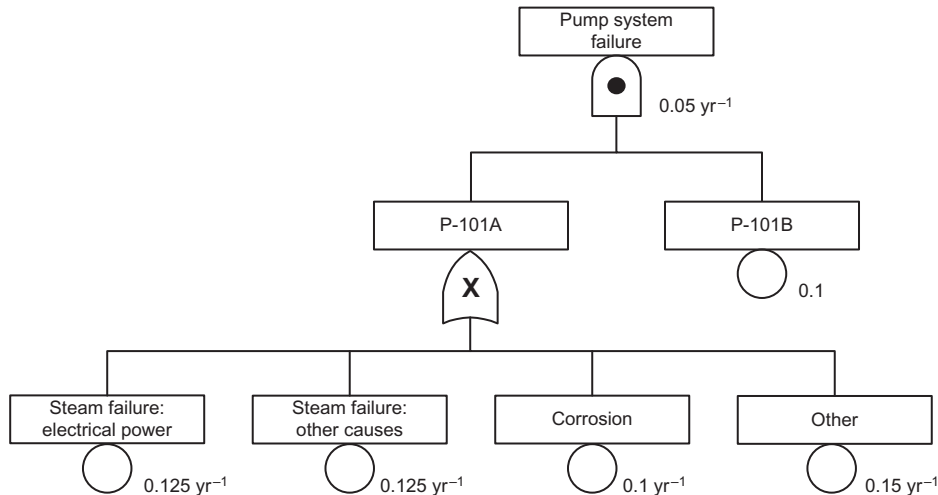 Pump system
failure
0.05 yr⁻¹
P-101A
P-101B
X
0.1
Steam failure:
electrical power
Steam failure:
other causes
Corrosion
Other
0.125 yr⁻¹
0.125 yr⁻¹
0.1 yr⁻¹
0.15 yr⁻¹